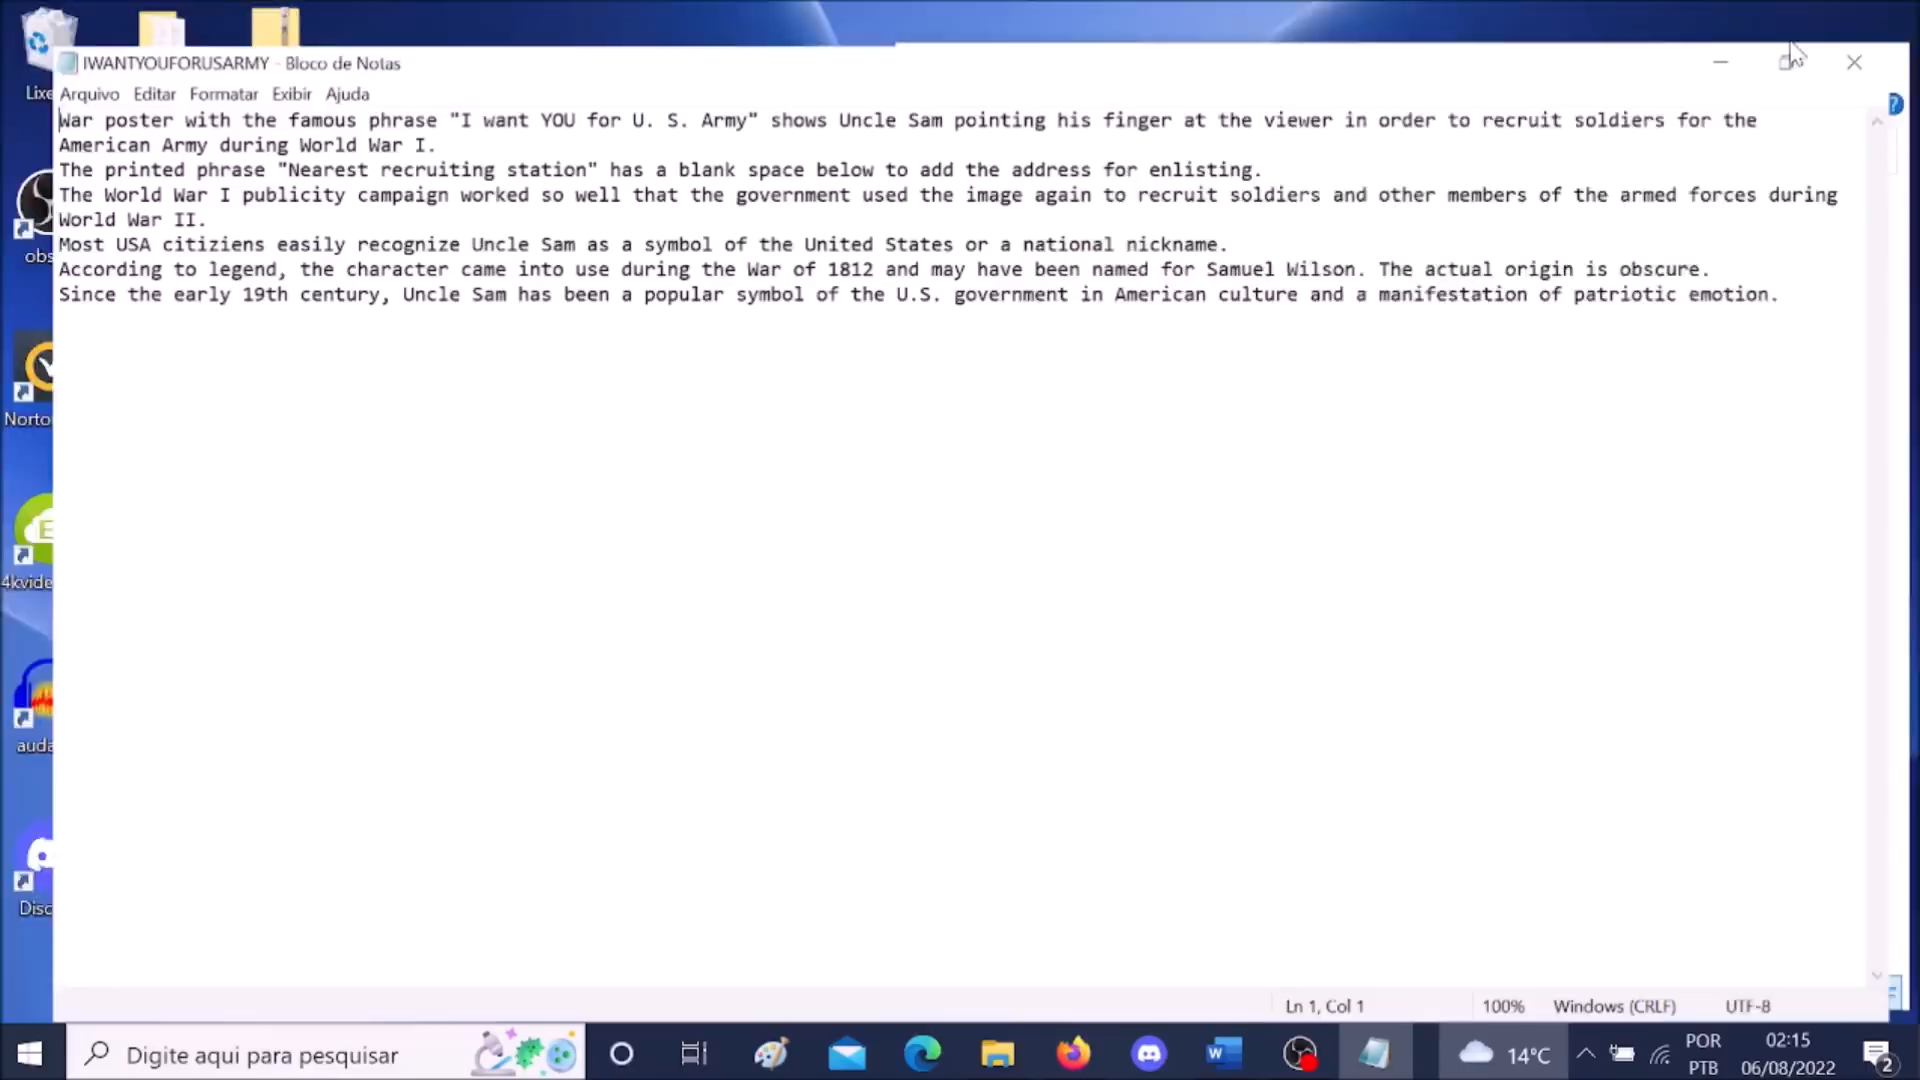 IWANTYOUFORUSARMY - Bloco de Notas
Arquivo Editar Formatar Exibir Ajuda
War poster with the famous phrase "I want YOU for U. S. Army" shows Uncle Sam pointing his finger at the viewer in order to recruit soldiers for the
American Army during World War I.
The printed phrase "Nearest recruiting station" has a blank space below to add the address for enlisting.
The World War I publicity campaign worked so well that the government used the image again to recruit soldiers and other members of the armed forces during
World War II.
Most USA citiziens easily recognize Uncle Sam as a symbol of the United States or a national nickname.
According to legend, the character came into use during the War of 1812 and may have been named for Samuel Wilson. The actual origin is obscure.
Since the early 19th century, Uncle Sam has been a popular symbol of the U.S. government in American culture and a manifestation of patriotic emotion.
Lixe
obs
Norto
4kvide
auda
Disc
Ln 1, Col 1 100% Windows (CRLF) UTF-8
Digite aqui para pesquisar
14°C
POR
PTB
02:15
06/08/2022
2